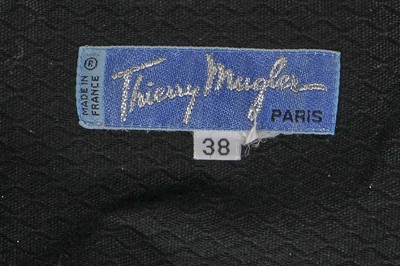 MADE IN
FRANCE
®
Thierry Mugler
PARIS
38